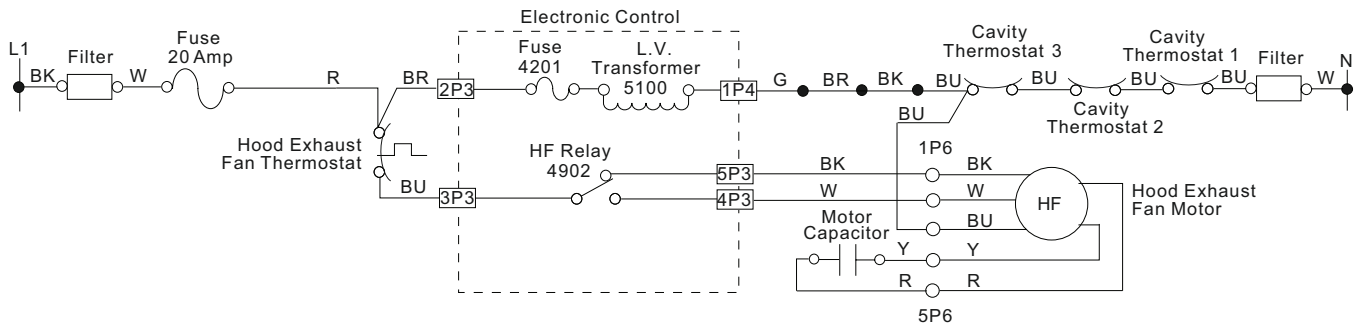 Electronic Control
L1
Filter
Fuse
20 Amp
Fuse
4201
L.V.
Transformer
5100
Cavity
Thermostat 3
Cavity
Thermostat 1
Filter
N
BK
W
R
BR
2P3
1P4
G
BR
BK
BU
BU
BU
BU
W
Cavity
Thermostat 2
BU
Hood Exhaust
Fan Thermostat
HF Relay
4902
1P6
BU
3P3
5P3
BK
BK
4P3
W
W
HF
Hood Exhaust
Fan Motor
Motor
Capacitor
BU
Y
Y
R
R
5P6